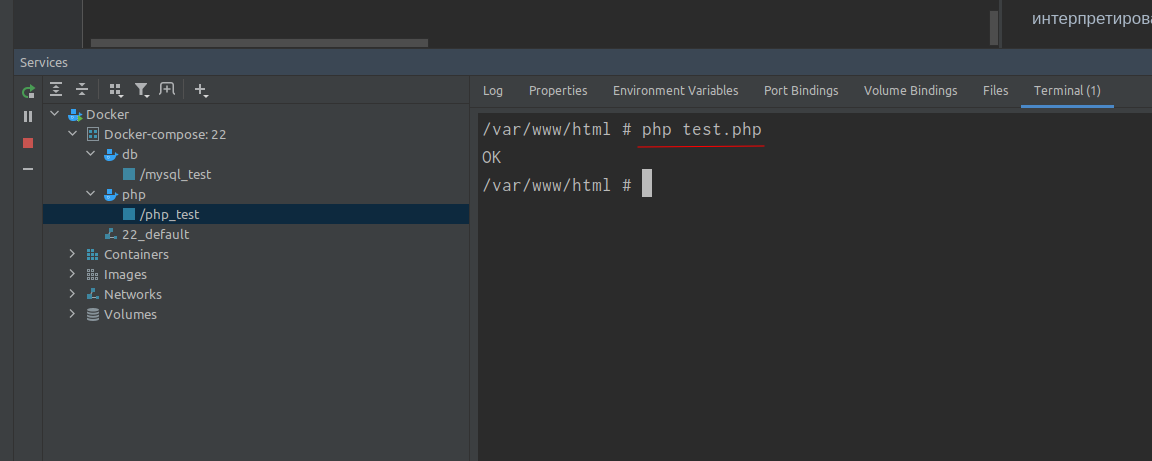 интерпретирова
Services
Log Properties Environment Variables Port Bindings Volume Bindings Files Terminal (1)
Docker
Docker-compose: 22
db
/mysql_test
php
/php_test
22_default
Containers
Images
Networks
Volumes
/var/www/html # php test.php
OK
/var/www/html #